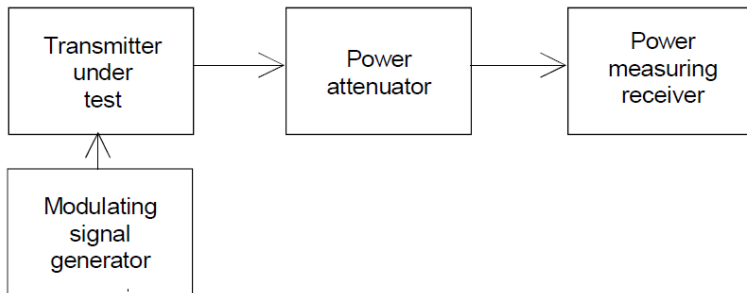 Transmitter
under
test
Power
attenuator
Power
measuring
receiver
Modulating
signal
generator